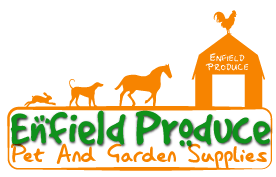 Enfield
Produce
Enfield Produce
Pet And Garden Supplies